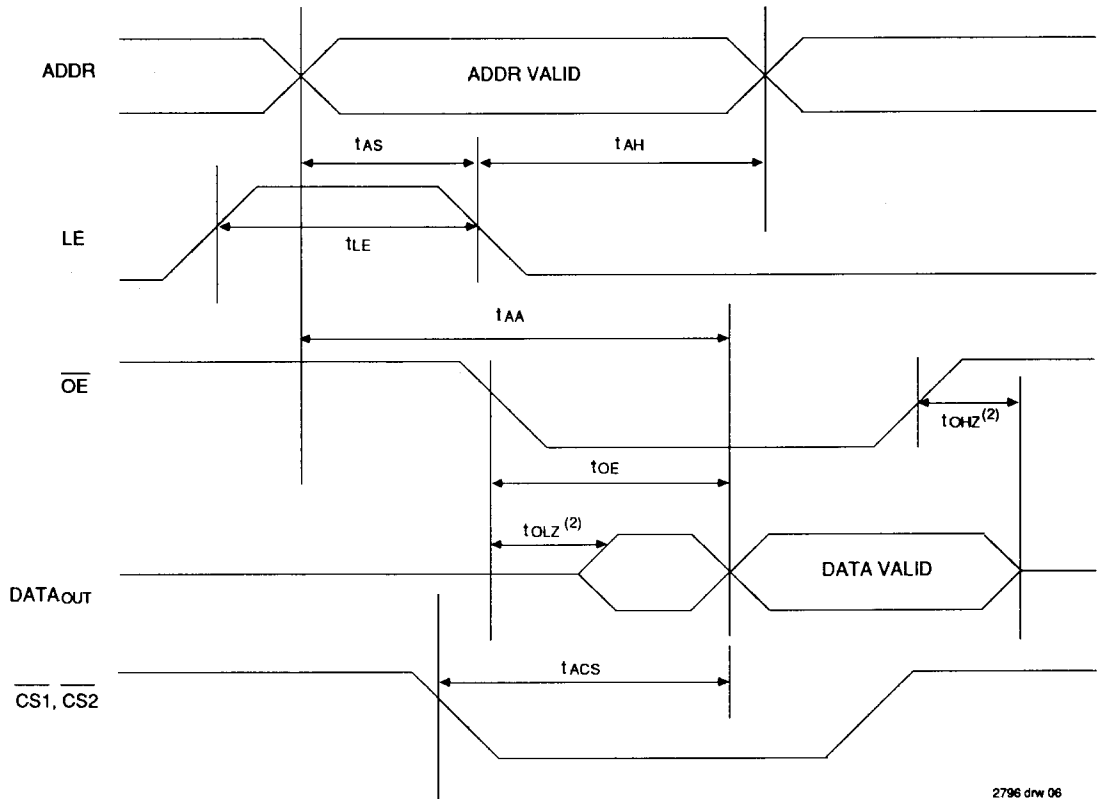 ADDR
ADDR VALID
tAS
tAH
LE
tLE
tAA
OE
tOHZ(2)
tOE
tOLZ(2)
DATAOUT
DATA VALID
tACS
CS1, CS2
2796 drw 06